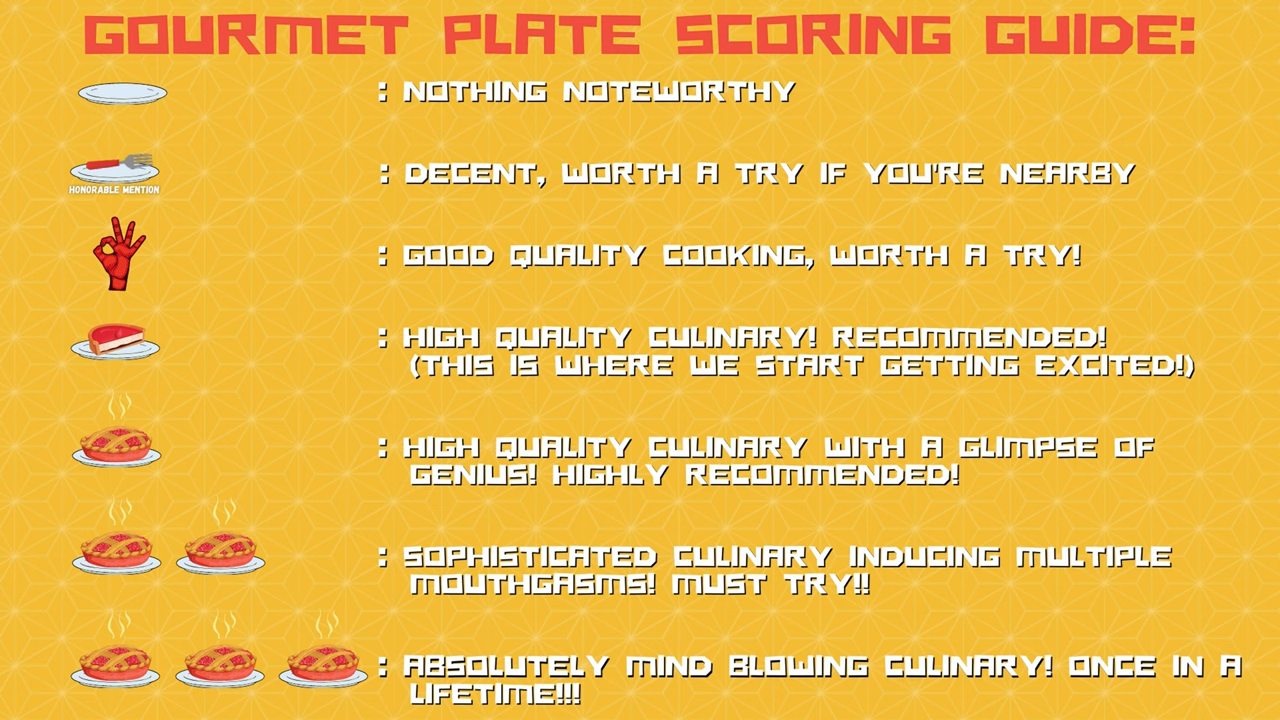 GOURMET PLATE SCORING GUIDE:
: NOTHING NOTEWORTHY
HONORABLE MENTION
: DECENT, WORTH A TRY IF YOU'RE NEARBY
: GOOD QUALITY COOKING, WORTH A TRY!
: HIGH QUALITY CULINARY! RECOMMENDED!
(THIS IS WHERE WE START GETTING EXCITED!)
: HIGH QUALITY CULINARY WITH A GLIMPSE OF
GENIUS! HIGHLY RECOMMENDED!
: SOPHISTICATED CULINARY INDUCING MULTIPLE
MOUTHGASMS! MUST TRY!!
: ABSOLUTELY MIND BLOWING CULINARY! ONCE IN A
LIFETIME!!!